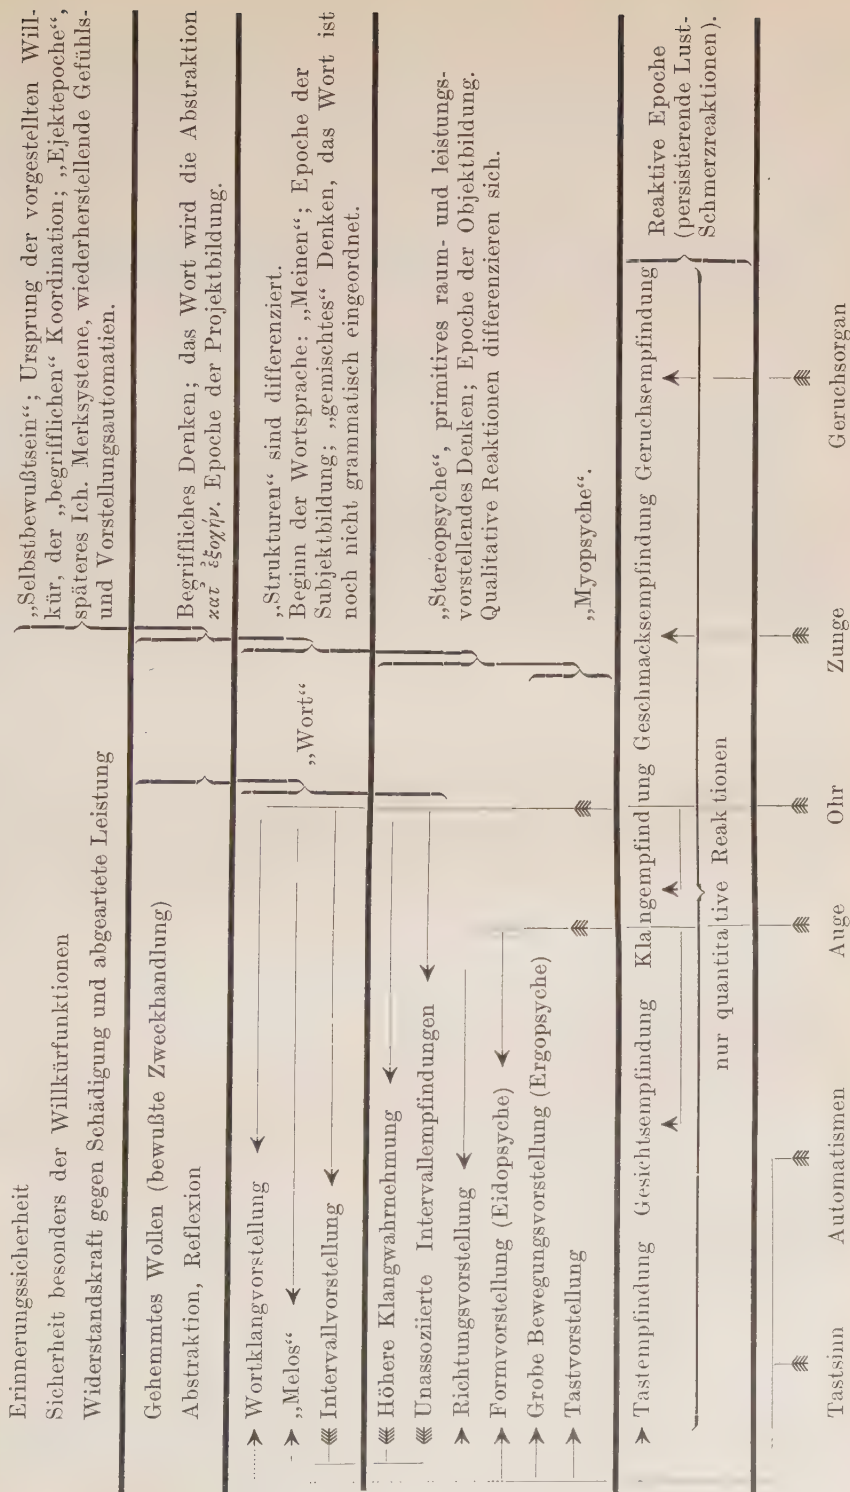 Erinnerungssicherheit
Sicherheit besonders der Willkürfunktionen
Widerstandskraft gegen Schädigung und abgeartete Leistung
„Selbstbewußtsein“; Ursprung der vorgestellten Will-
kür, der „begrifflichen“ Koordination; „Ejektepoche“,
späteres Ich. Merksysteme, wiederherstellende Gefühls-
und Vorstellungsautomatien.
Gehemmtes Wollen (bewußte Zweckhandlung)
Abstraktion, Reflexion
Begriffliches Denken; das Wort wird die Abstraktion
κατ’ ἐξοχήν. Epoche der Projektbildung.
Wortklangvorstellung
„Melos“
Intervallvorstellung
„Wort“
„Strukturen“ sind differenziert.
Beginn der Wortsprache: „Meinen“; Epoche der
Subjektbildung; „gemischtes“ Denken, das Wort ist
noch nicht grammatisch eingeordnet.
Höhere Klangwahrnehmung
Unassoziierte Intervallempfindungen
Richtungsvorstellung
Formvorstellung (Eidopsyche)
Grobe Bewegungsvorstellung (Ergopsyche)
Tastvorstellung
„Stereopsyche“, primitives raum- und leistungs-
vorstellendes Denken; Epoche der Objektbildung.
Qualitative Reaktionen differenzieren sich.
„Myopsyche“.
Tastempfindung Gesichtsempfindung Klangempfindung Geschmacksempfindung Geruchsempfindung
nur quantitative Reaktionen
Reaktive Epoche
(persistierende Lust-
Schmerzreaktionen).
Tastsinn Automatismen Auge Ohr Zunge Geruchsorgan